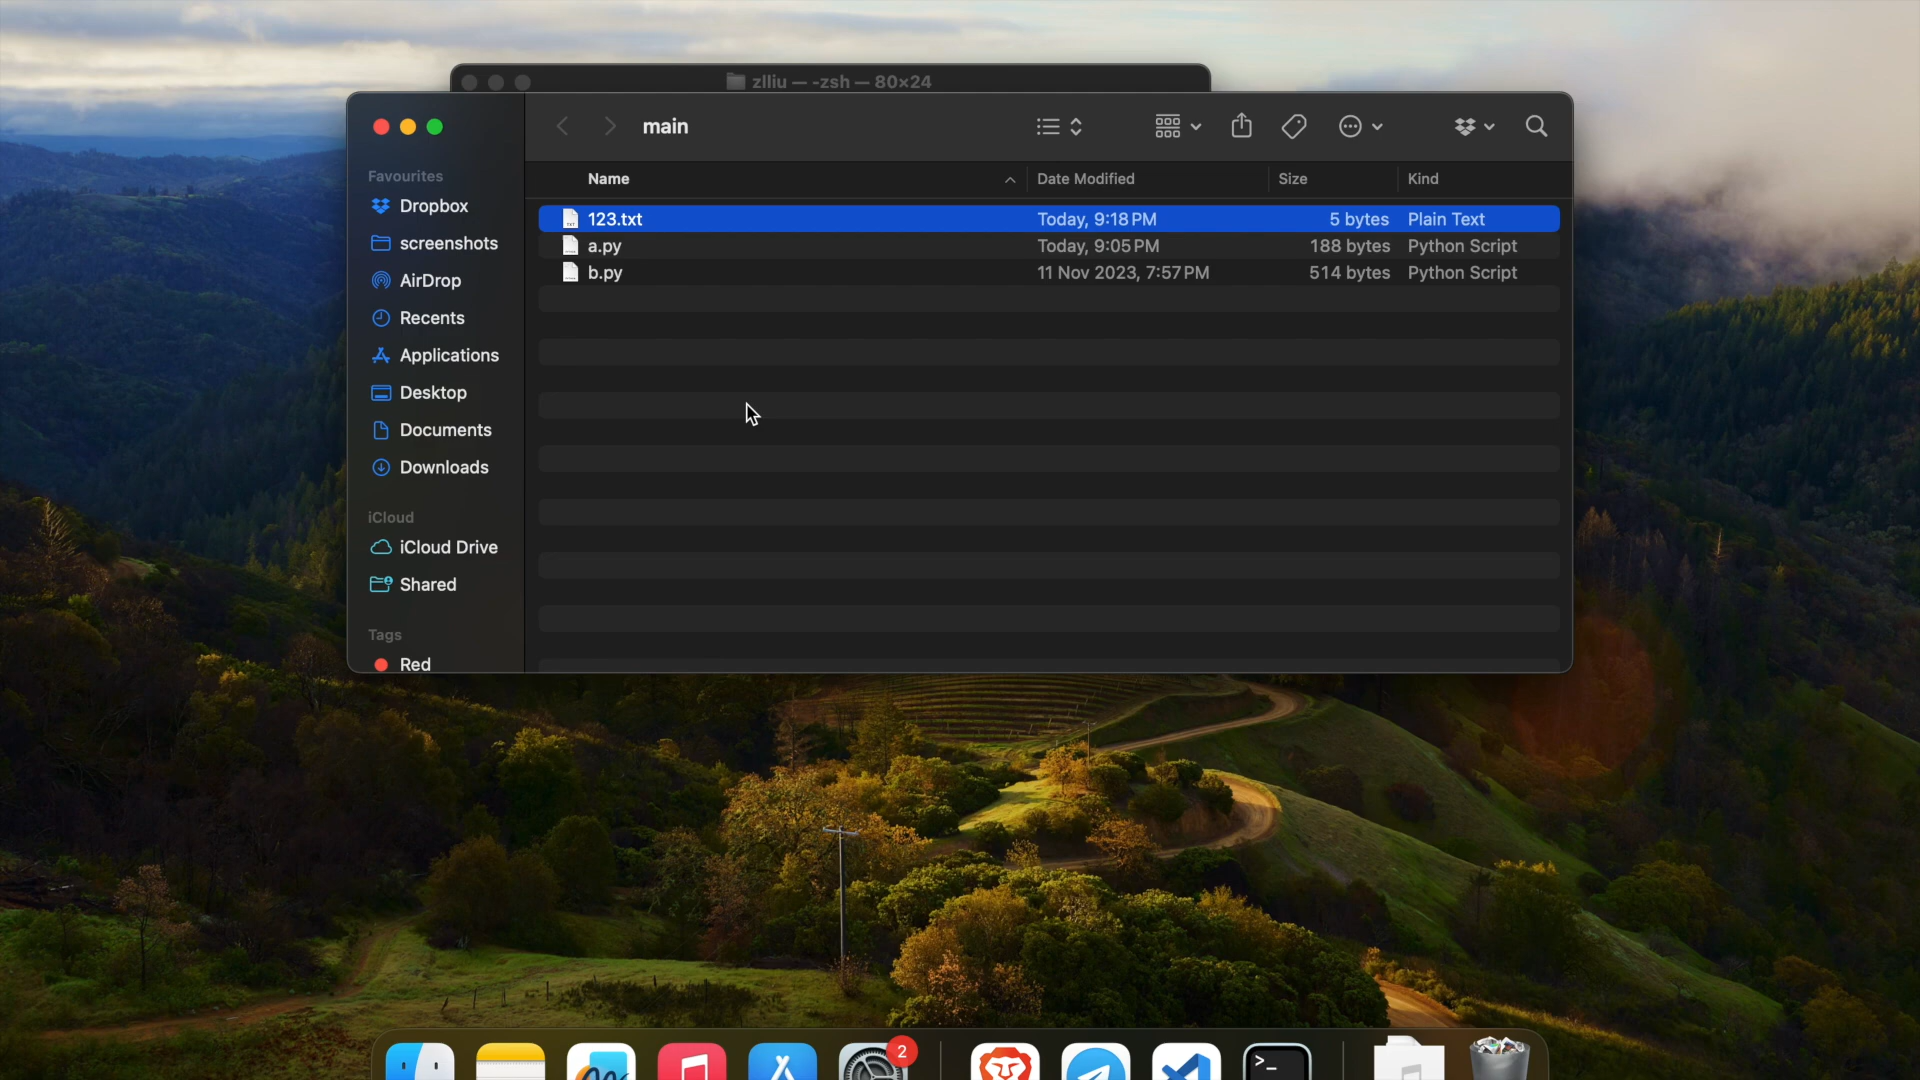 zlliu — -zsh — 80×24
main
Favourites
Dropbox
screenshots
AirDrop
Recents
Applications
Desktop
Documents
Downloads
iCloud
iCloud Drive
Shared
Tags
Red
Name Date Modified Size Kind
123.txt Today, 9:18 PM 5 bytes Plain Text
a.py Today, 9:05 PM 188 bytes Python Script
b.py 11 Nov 2023, 7:57 PM 514 bytes Python Script
2
>_